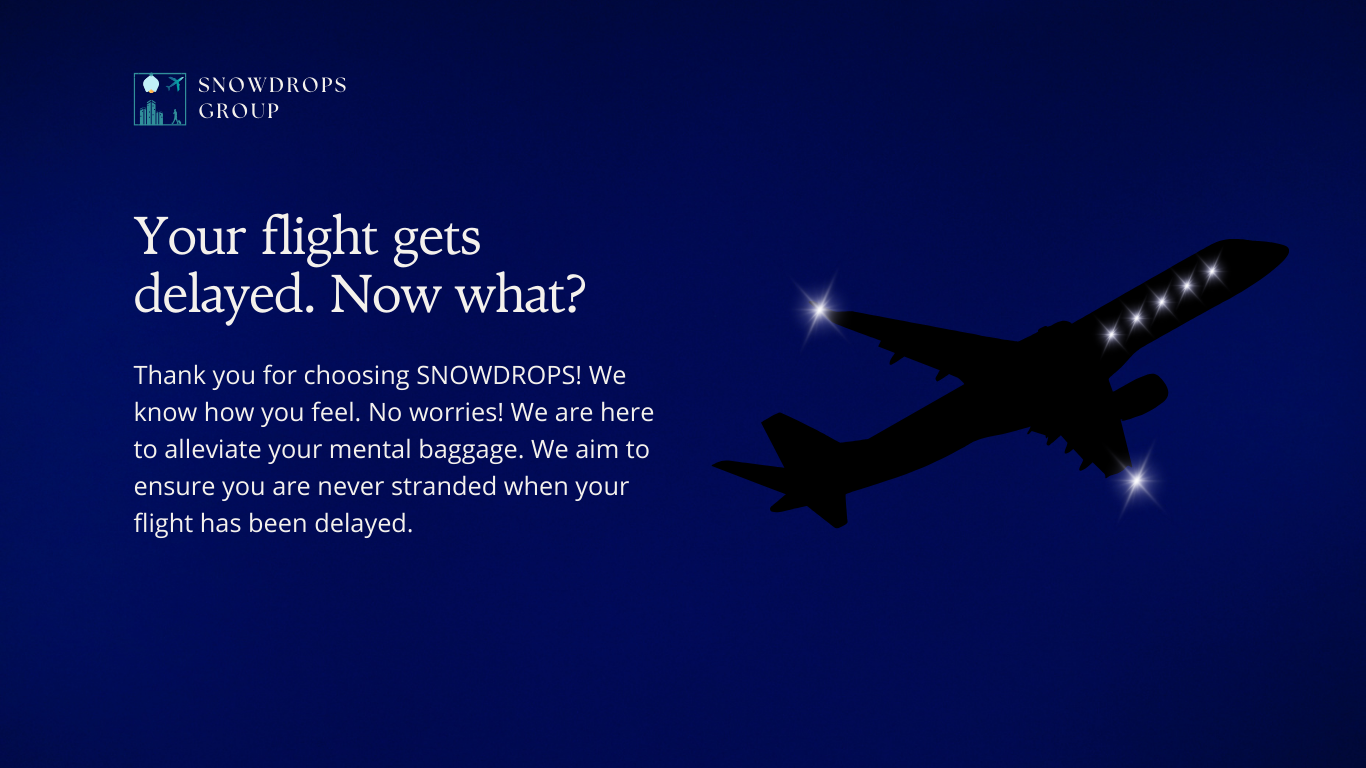 SNOWDROPS
GROUP
Your flight gets
delayed. Now what?
Thank you for choosing SNOWDROPS! We
know how you feel. No worries! We are here
to alleviate your mental baggage. We aim to
ensure you are never stranded when your
flight has been delayed.